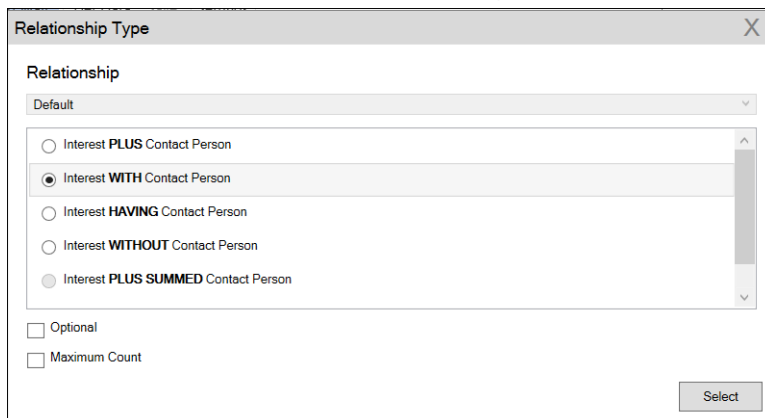 Relationship Type X
Relationship
Default
Interest PLUS Contact Person
Interest WITH Contact Person
Interest HAVING Contact Person
Interest WITHOUT Contact Person
Interest PLUS SUMMED Contact Person
Optional
Maximum Count
Select